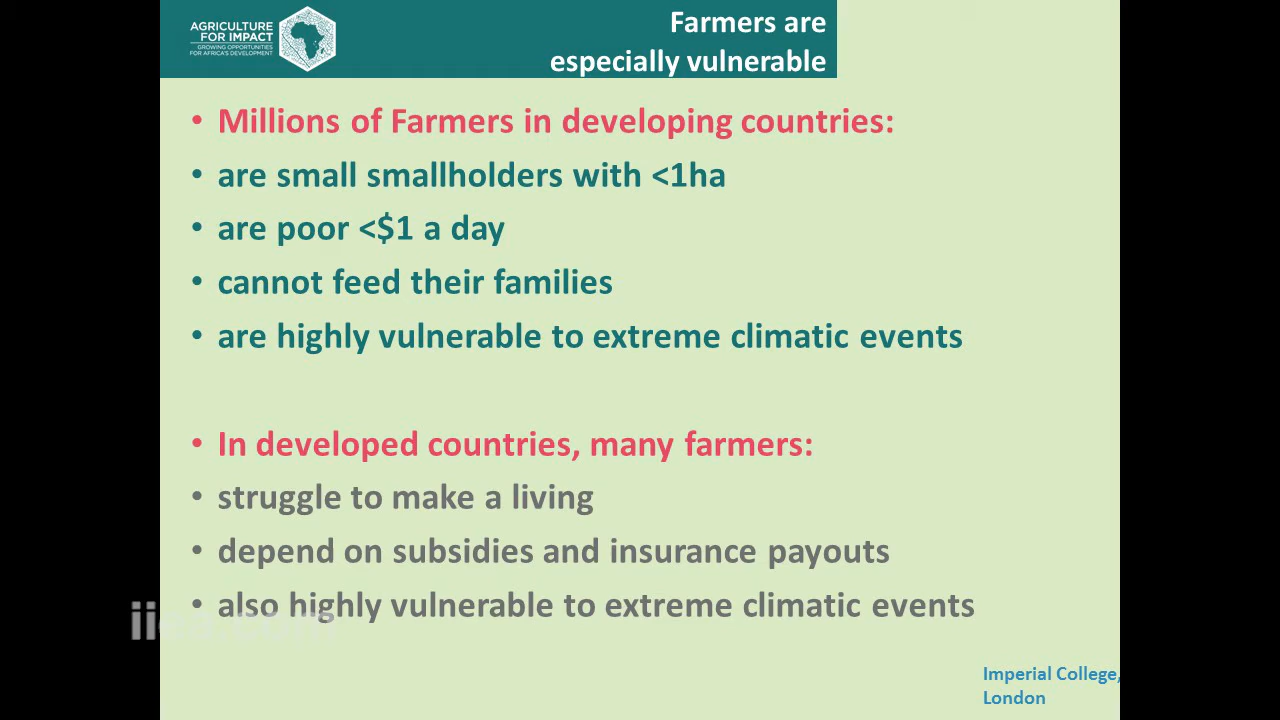 AGRICULTURE
FOR IMPACT
GROWING OPPORTUNITIES
FOR AFRICA'S DEVELOPMENT
Farmers are
especially vulnerable
• Millions of Farmers in developing countries:
• are small smallholders with <1ha
• are poor <$1 a day
• cannot feed their families
• are highly vulnerable to extreme climatic events
• In developed countries, many farmers:
• struggle to make a living
• depend on subsidies and insurance payouts
• also highly vulnerable to extreme climatic events
Imperial College,
London